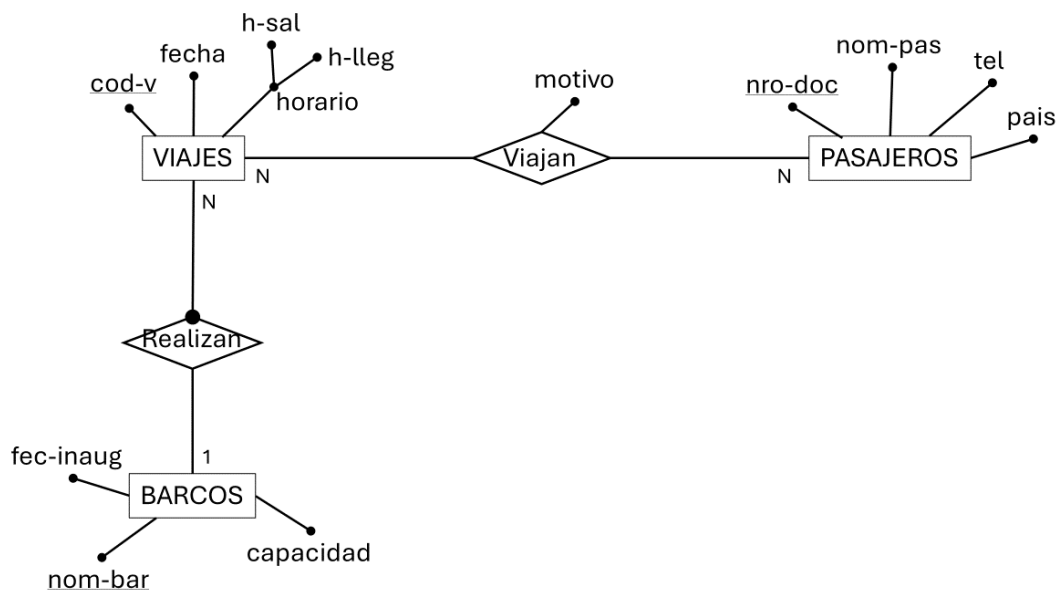 h-sal
fecha
h-lleg
cod-v
horario
motivo
nom-pas
tel
nro-doc
pais
VIAJES
N
Viajan
N
PASAJEROS
N
Realizan
1
fec-inaug
BARCOS
capacidad
nom-bar